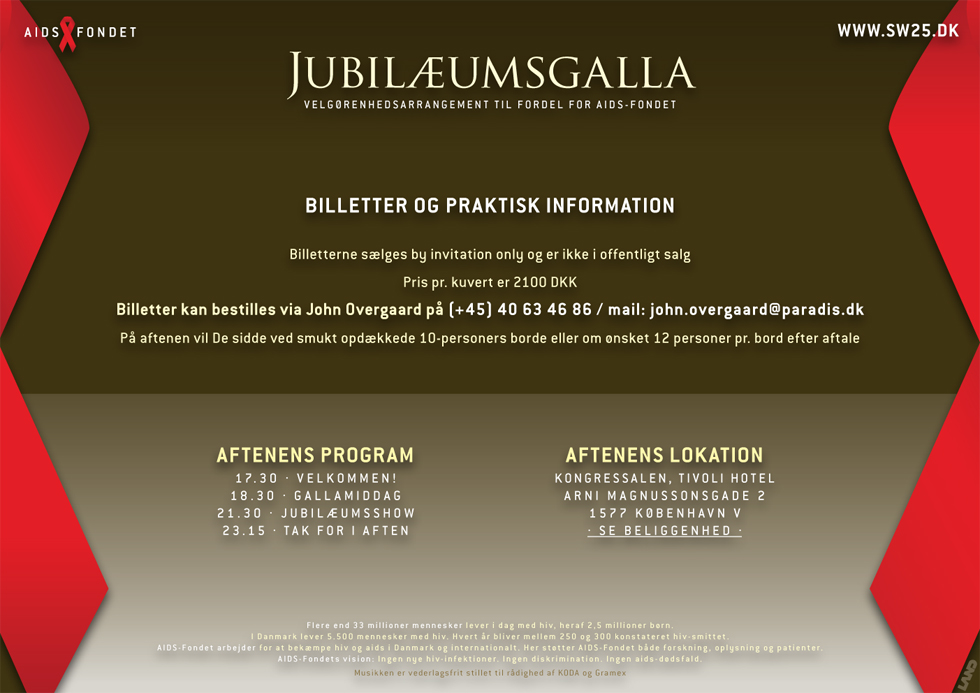 AIDS FONDET
WWW.SW25.DK
JUBILÆUMSGALLA
VELGØRENHEDSARRANGEMENT TIL FORDEL FOR AIDS-FONDET
BILLETTER OG PRAKTISK INFORMATION
Billetterne sælges by invitation only og er ikke i offentligt salg
Pris pr. kuvert er 2100 DKK
Billetter kan bestilles via John Overgaard på (+45) 40 63 46 86 / mail: john.overgaard@paradis.dk
På aftenen vil De sidde ved smukt opdækkede 10-personers borde eller om ønsket 12 personer pr. bord efter aftale
AFTENENS PROGRAM
17.30 · VELKOMMEN!
18.30 · GALLAMIDDAG
21.30 · JUBILÆUMSSHOW
23.15 · TAK FOR I AFTEN
AFTENENS LOKATION
KONGRESSALEN, TIVOLI HOTEL
ARNI MAGNUSSONSGADE 2
1577 KØBENHAVN V
· SE BELIGGENHED ·
Flere end 33 millioner mennesker lever i dag med hiv, heraf 2,5 millioner børn.
I Danmark lever 5.500 mennesker med hiv. Hvert år bliver mellem 250 og 300 konstateret hiv-smittet.
AIDS-Fondet arbejder for at bekæmpe hiv og aids i Danmark og internationalt. Her støtter AIDS-Fondet både forskning, oplysning og patienter.
AIDS-Fondets vision: Ingen nye hiv-infektioner. Ingen diskrimination. Ingen aids-dødsfald.
Musikken er vederlagsfrit stillet til rådighed af KODA og Gramex